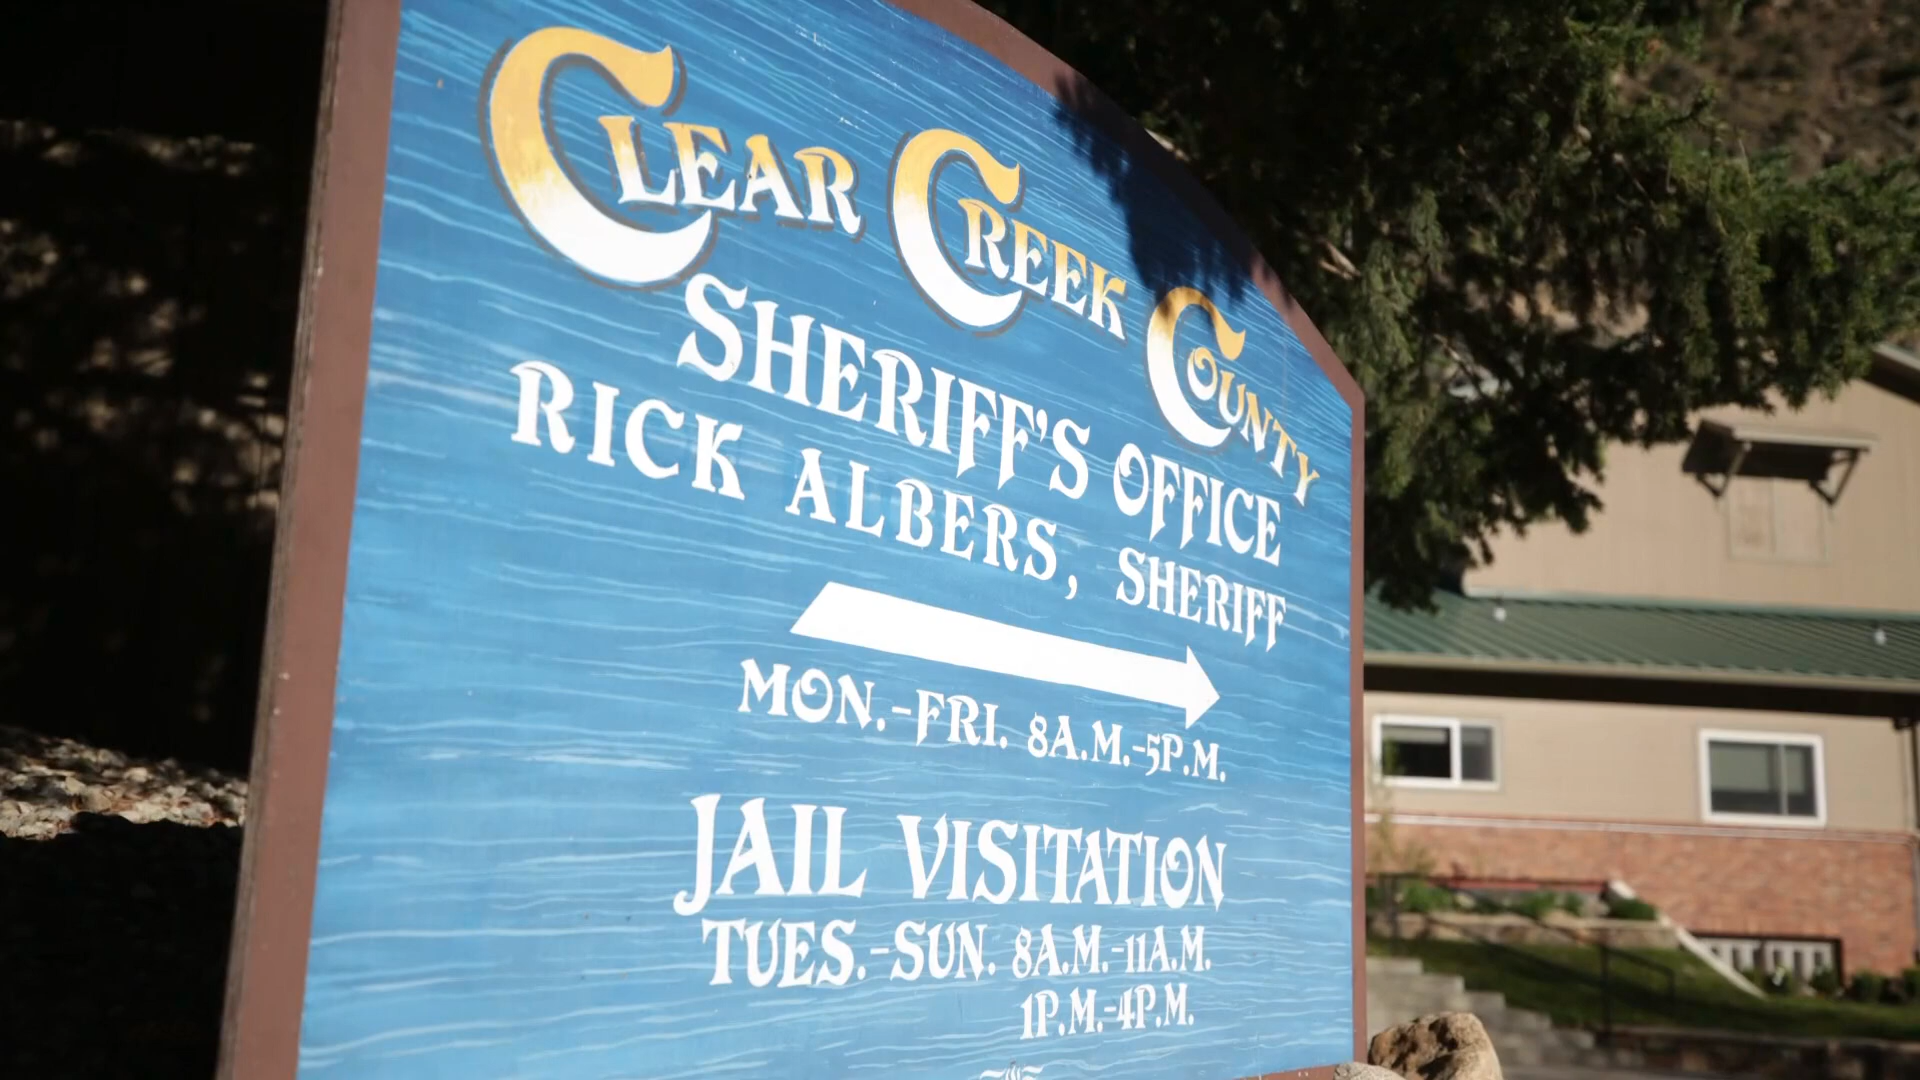 CLEAR CREEK COUNTY
SHERIFF'S OFFICE
RICK ALBERS, SHERIFF
MON.-FRI. 8A.M.-5P.M.
JAIL VISITATION
TUES.-SUN. 8A.M.-11A.M.
1P.M.-4P.M.